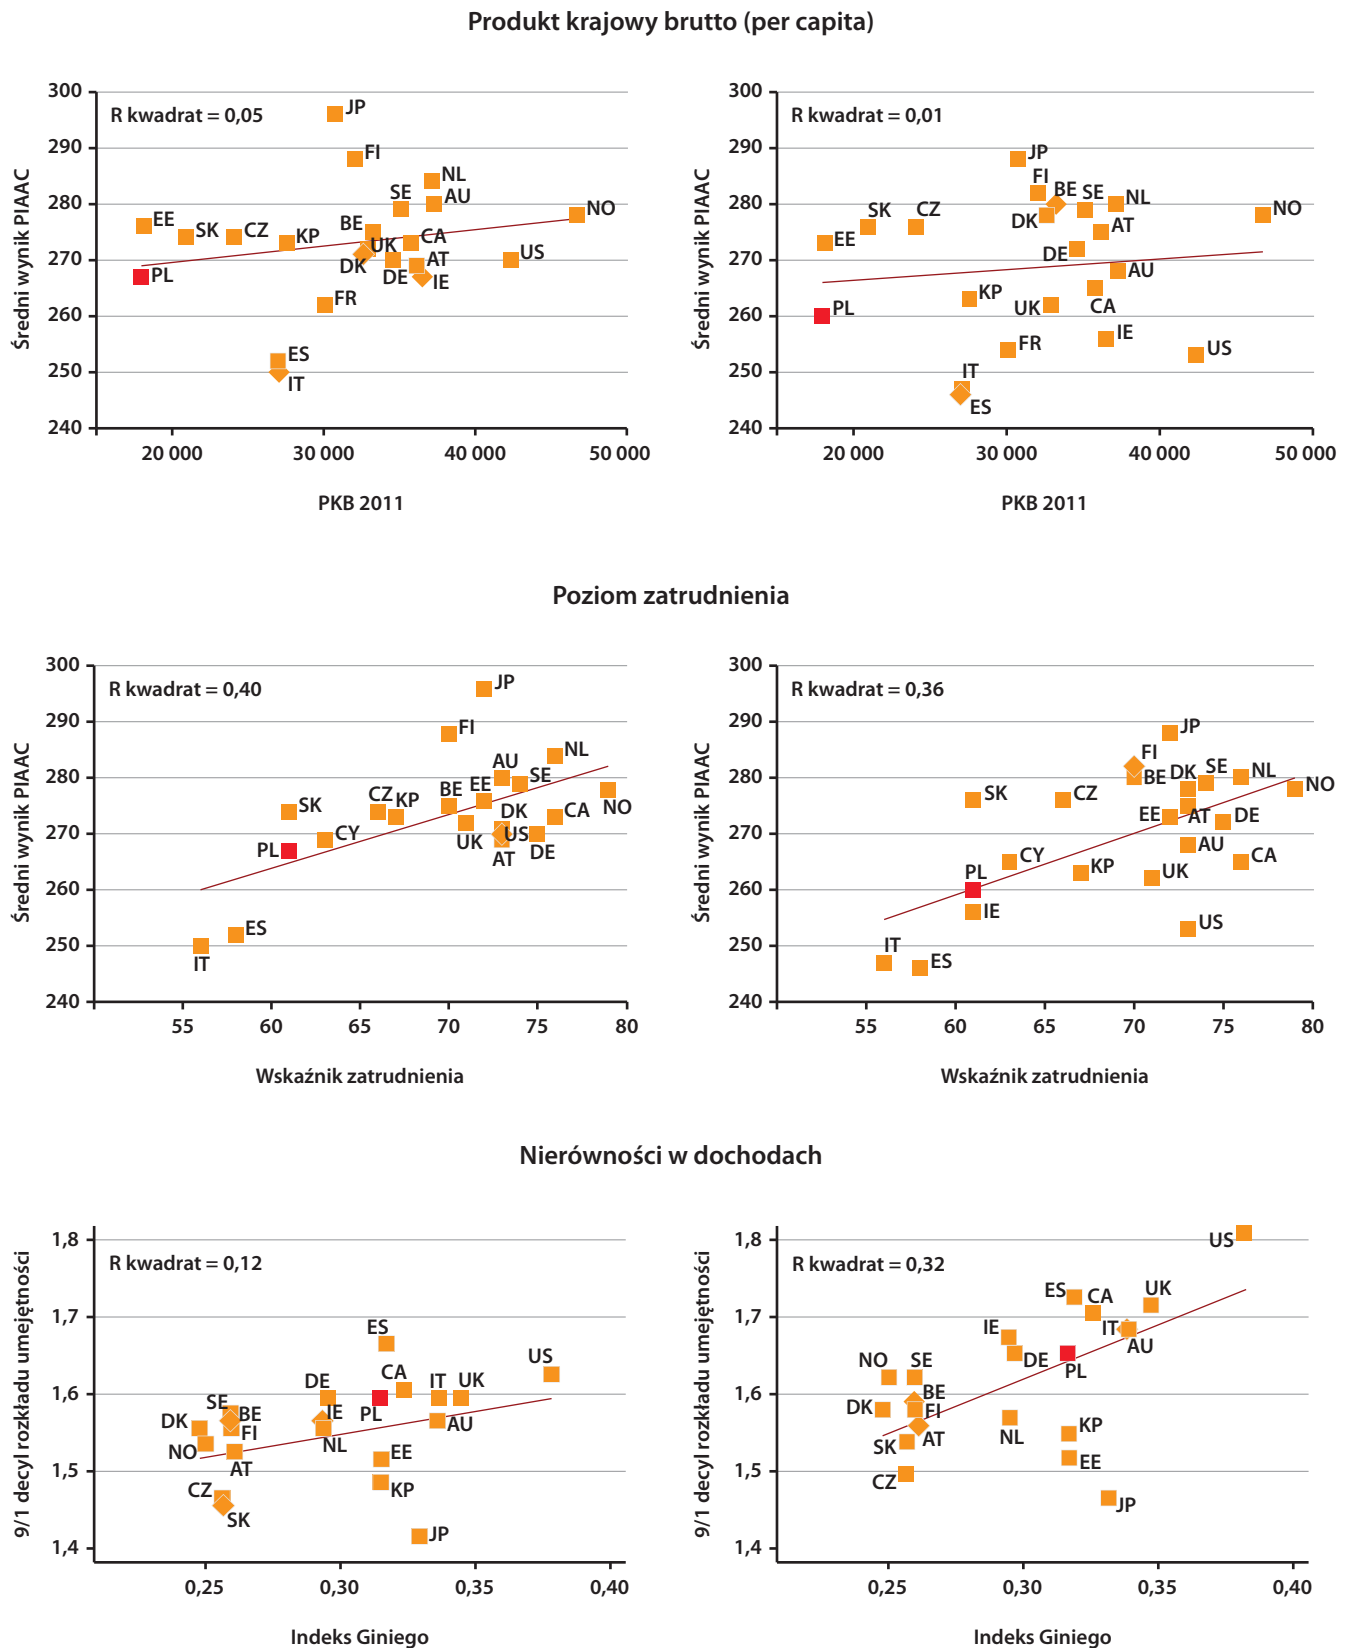 Produkt krajowy brutto (per capita)
300
290
280
270
260
250
240
Średni wynik PIAAC
R kwadrat = 0,05
JP
FI
NL
SE
AU
NO
EE
SK
CZ
KP
BE
UK
CA
DK
DE
AT
IE
US
PL
FR
ES
IT
20 000
30 000
40 000
50 000
PKB 2011
300
290
280
270
260
250
240
Średni wynik PIAAC
R kwadrat = 0,01
JP
FI
BE
SE
NL
NO
SK
CZ
DK
AT
EE
DE
AU
KP
UK
CA
PL
FR
IE
US
IT
ES
20 000
30 000
40 000
50 000
PKB 2011
Poziom zatrudnienia
300
290
280
270
260
250
240
Średni wynik PIAAC
R kwadrat = 0,40
JP
FI
NL
AU
SE
BE
EE
NO
SK
CZ
KP
DK
CA
CY
UK
US
PL
AT
DE
ES
IT
55
60
65
70
75
80
Wskaźnik zatrudnienia
300
290
280
270
260
250
240
Średni wynik PIAAC
R kwadrat = 0,36
JP
FI
BE
DK
SE
NL
NO
SK
CZ
EE
AT
DE
AU
CY
KP
UK
CA
PL
IE
US
IT
ES
55
60
65
70
75
80
Wskaźnik zatrudnienia
Nierówności w dochodach
1,8
1,7
1,6
1,5
1,4
9/1 decyl rozkładu umejętności
R kwadrat = 0,12
ES
US
DE
CA
IT
UK
SE
BE
IE
PL
DK
FI
AU
NO
NL
AT
EE
CZ
KP
SK
JP
0,25
0,30
0,35
0,40
Indeks Giniego
1,8
1,7
1,6
1,5
1,4
9/1 decyl rozkładu umejętności
R kwadrat = 0,32
US
ES
CA
UK
IE
IT
AU
DE
PL
NO
SE
BE
DK
FI
AT
NL
KP
SK
EE
CZ
JP
0,25
0,30
0,35
0,40
Indeks Giniego